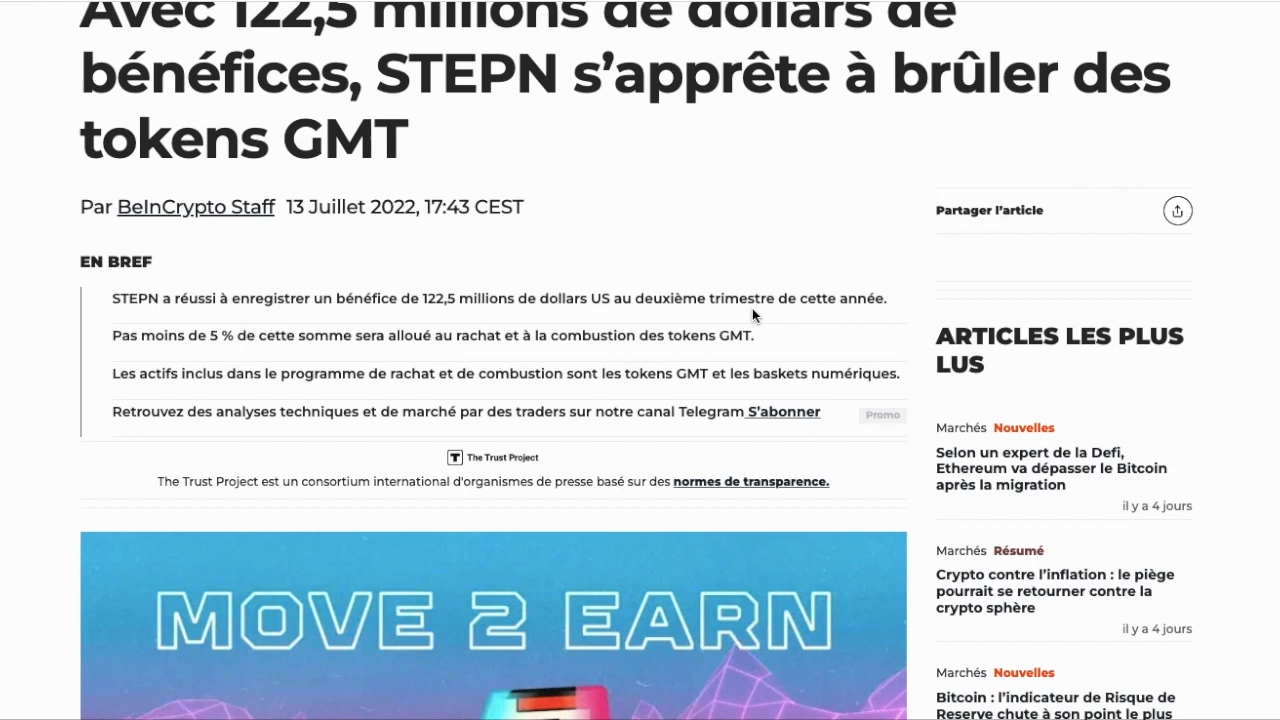 Avec 122,5 millions de dollars de
bénéfices, STEPN s’apprête à brûler des
tokens GMT
Par BeInCrypto Staff 13 Juillet 2022, 17:43 CEST
EN BREF
STEPN a réussi à enregistrer un bénéfice de 122,5 millions de dollars US au deuxième trimestre de cette année.
Pas moins de 5 % de cette somme sera alloué au rachat et à la combustion des tokens GMT.
Les actifs inclus dans le programme de rachat et de combustion sont les tokens GMT et les baskets numériques.
Retrouvez des analyses techniques et de marché par des traders sur notre canal Telegram S’abonner
Promo
T The Trust Project
The Trust Project est un consortium international d'organismes de presse basé sur des normes de transparence.
MOVE 2 EARN
Partager l’article
ARTICLES LES PLUS
LUS
Marchés Nouvelles
Selon un expert de la Defi,
Ethereum va dépasser le Bitcoin
après la migration
il y a 4 jours
Marchés Résumé
Crypto contre l’inflation : le piège
pourrait se retourner contre la
crypto sphère
il y a 4 jours
Marchés Nouvelles
Bitcoin : l’indicateur de Risque de
Reserve chute à son point le plus